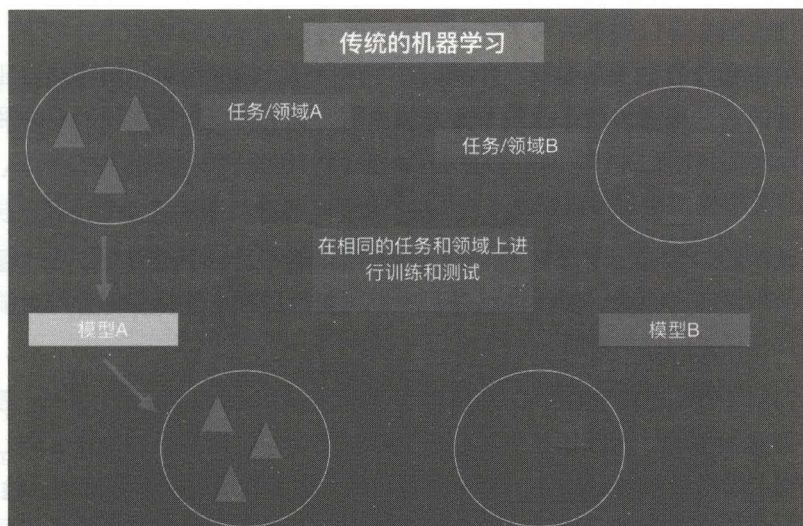 传统的机器学习
任务/领域A
任务/领域B
在相同的任务和领域上进
行训练和测试
模型A
模型B